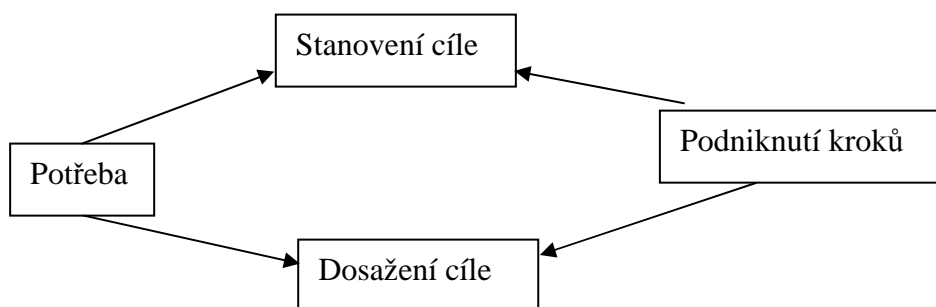 Stanovení cíle
Podniknutí kroků
Potřeba
Dosažení cíle